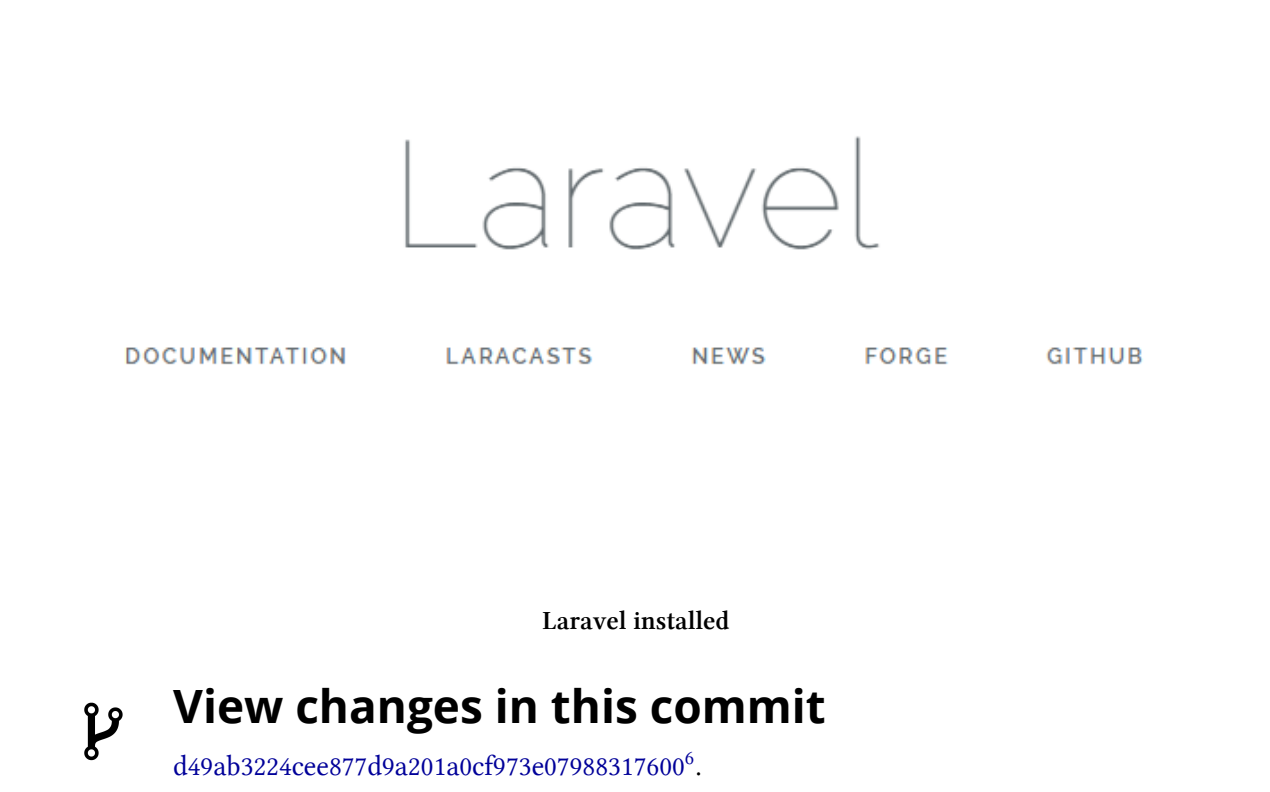 Laravel
DOCUMENTATION LARACASTS NEWS FORGE GITHUB
Laravel installed
View changes in this commit
d49ab3224cee877d9a201a0cf973e07988317600⁶.